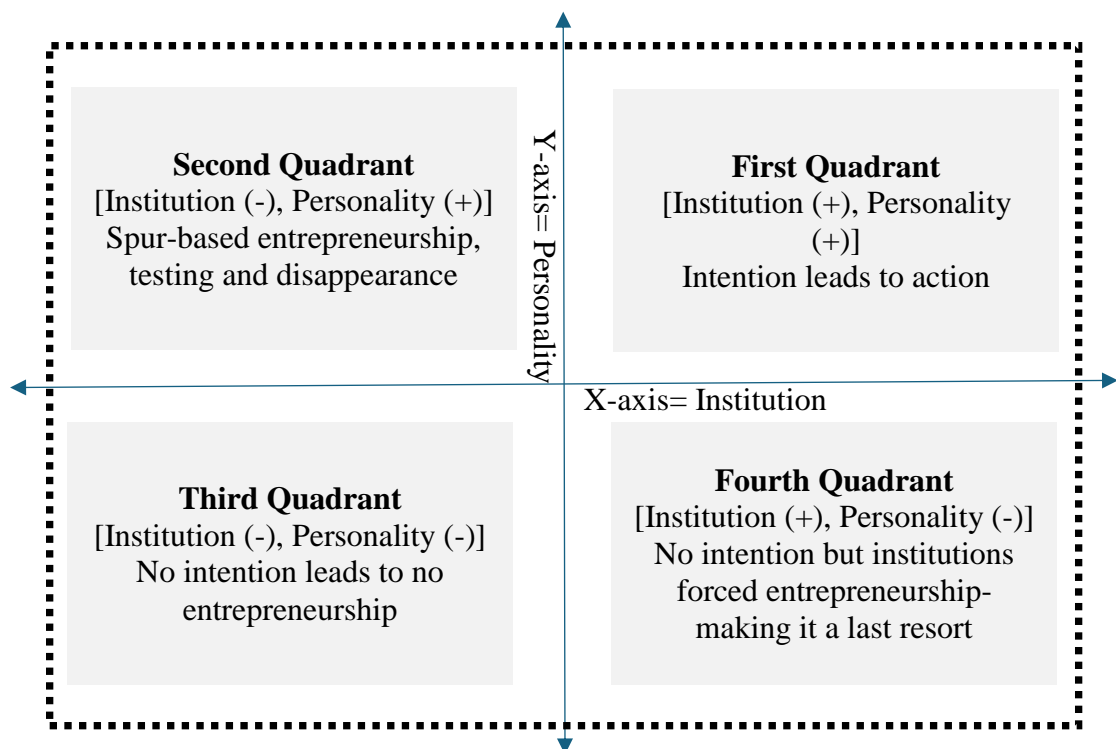 Second Quadrant
[Institution (-), Personality (+)]
Spur-based entrepreneurship,
testing and disappearance
Y-axis= Personality
First Quadrant
[Institution (+), Personality
(+)]
Intention leads to action
X-axis= Institution
Third Quadrant
[Institution (-), Personality (-)]
No intention leads to no
entrepreneurship
Fourth Quadrant
[Institution (+), Personality (-)]
No intention but institutions
forced entrepreneurship-
making it a last resort